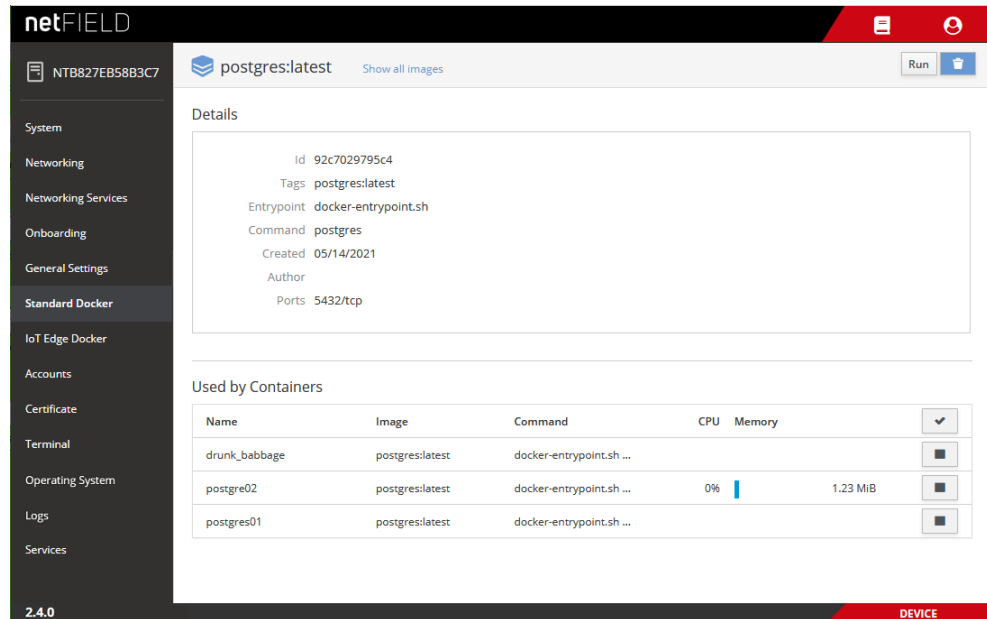 netFIELD
NTB827EB58B3C7
System
Networking
Networking Services
Onboarding
General Settings
Standard Docker
IoT Edge Docker
Accounts
Certificate
Terminal
Operating System
Logs
Services
2.4.0
postgres:latest Show all images Run
Details
Id 92c7029795c4
Tags postgres:latest
Entrypoint docker-entrypoint.sh
Command postgres
Created 05/14/2021
Author
Ports 5432/tcp
Used by Containers
Name Image Command CPU Memory
drunk_babbage postgres:latest docker-entrypoint.sh ...
postgre02 postgres:latest docker-entrypoint.sh ... 0% 1.23 MiB
postgres01 postgres:latest docker-entrypoint.sh ...
DEVICE